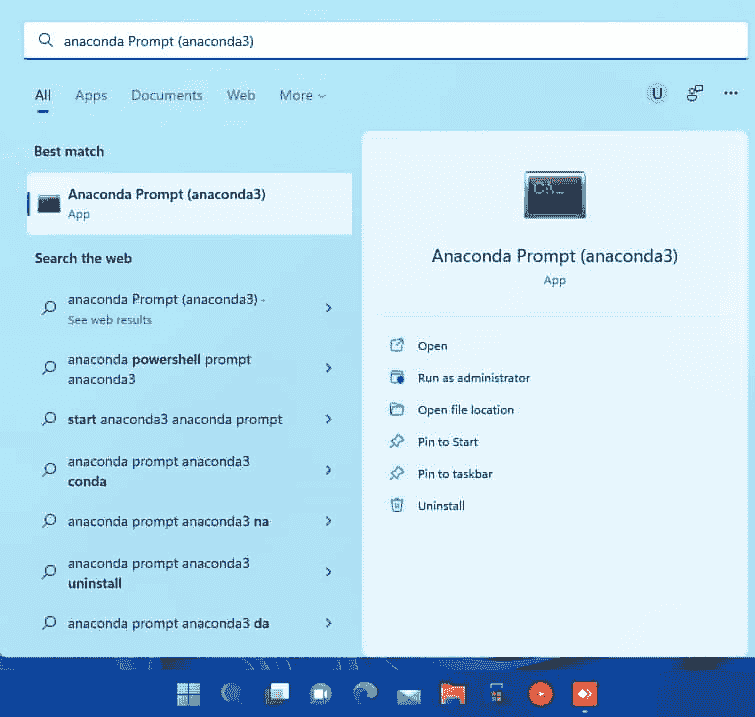 anaconda Prompt (anaconda3)
All Apps Documents Web More
U
Best match
Anaconda Prompt (anaconda3)
App
Search the web
anaconda Prompt (anaconda3) -
See web results
anaconda powershell prompt
anaconda3
start anaconda3 anaconda prompt
anaconda prompt anaconda3
conda
anaconda prompt anaconda3 na
anaconda prompt anaconda3
uninstall
anaconda prompt anaconda3 da
C:\_
Anaconda Prompt (anaconda3)
App
Open
Run as administrator
Open file location
Pin to Start
Pin to taskbar
Uninstall